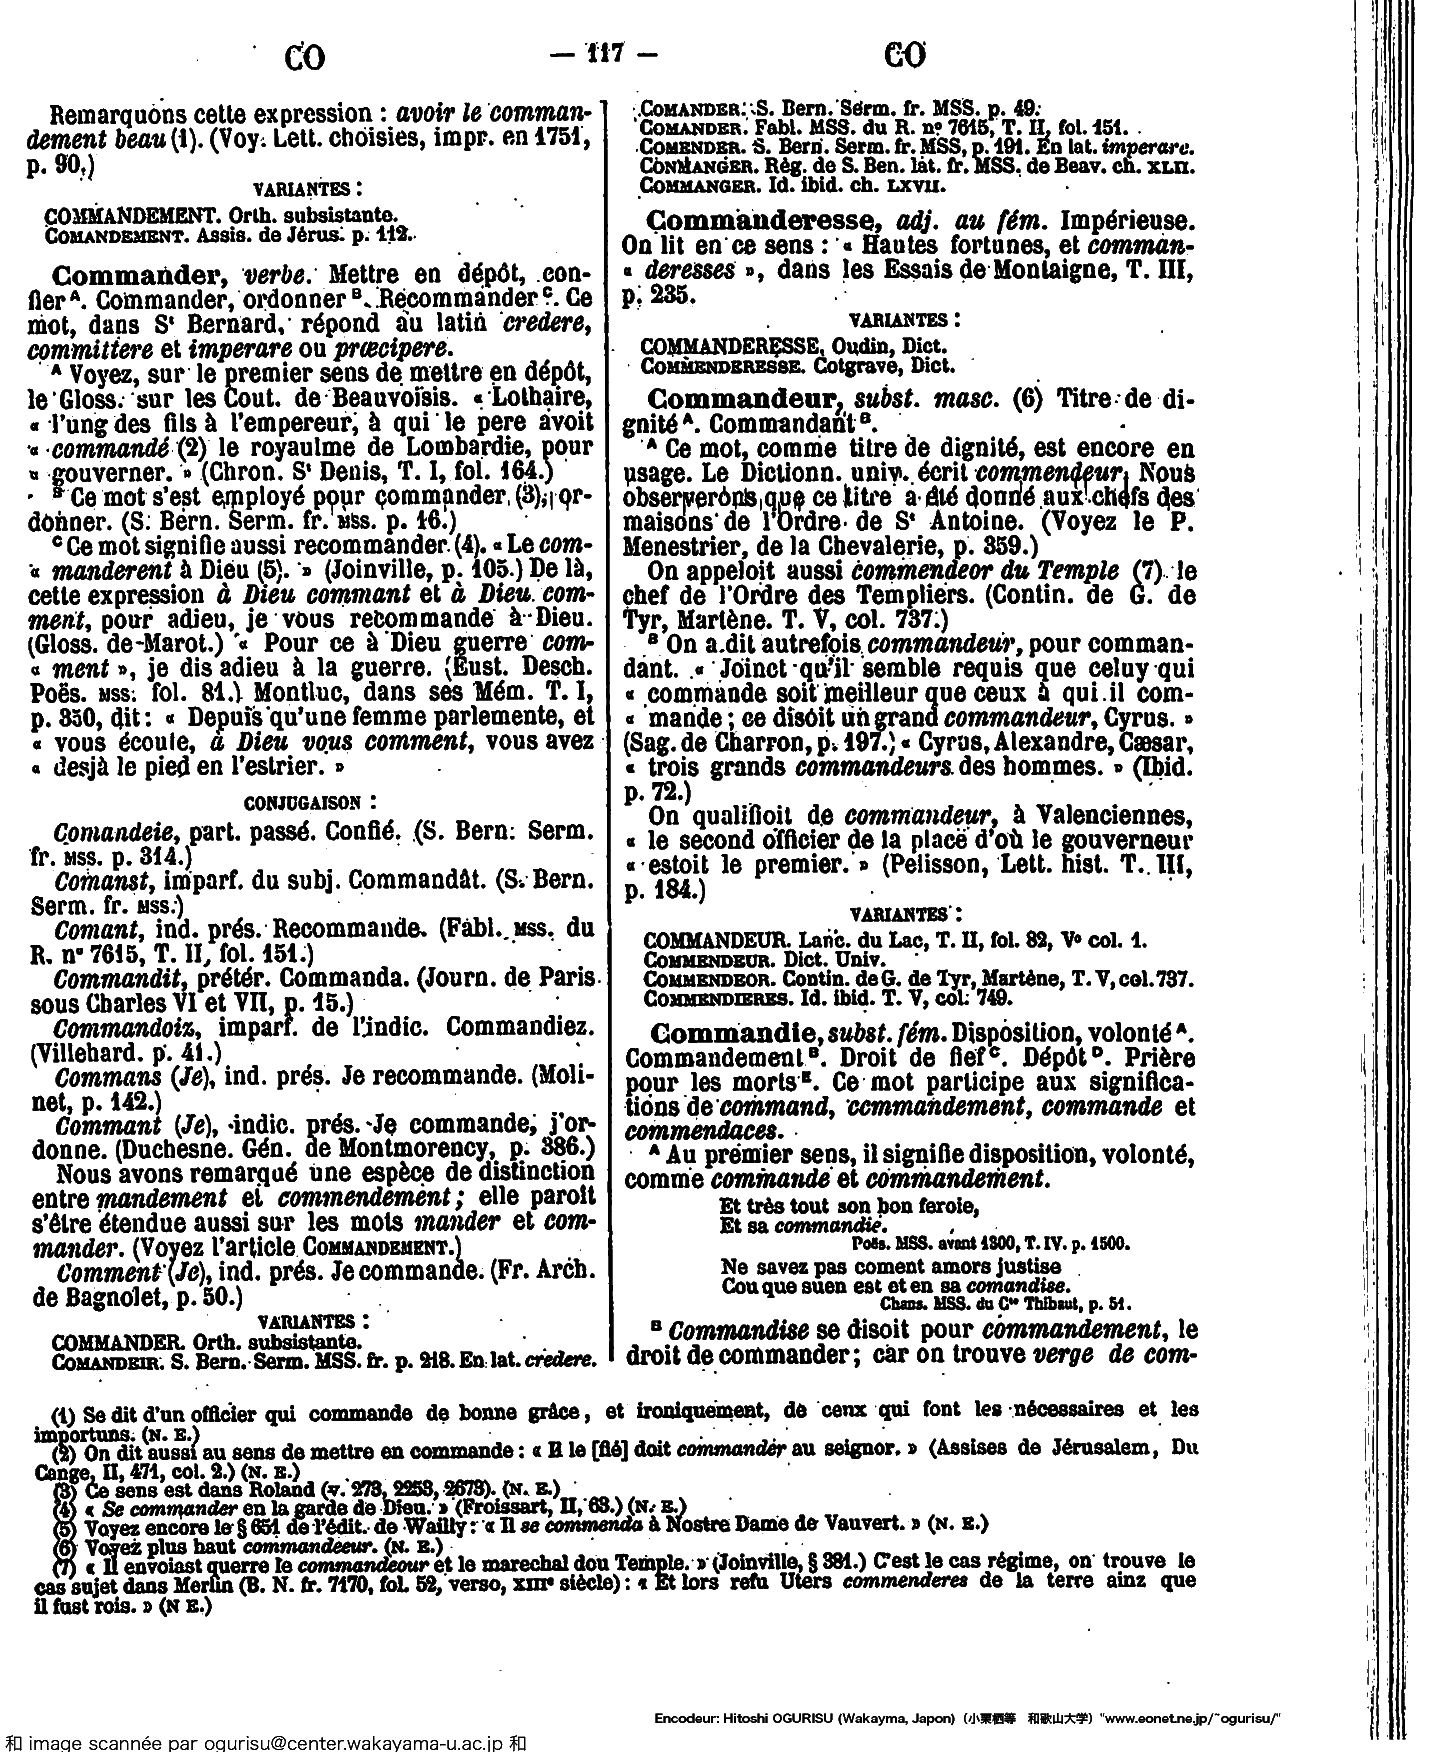 CO — 117 — CO
Remarquons cette expression : avoir le comman-
dement beau (1). (Voy. Lett. choisies, impr. en 1751,
p. 90.)
VARIANTES :
COMMANDEMENT. Orth. subsistante.
COMANDEMENT. Assis. de Jérus. p. 112.
Commander, verbe. Mettre en dépôt, con-
fier ᴬ. Commander, ordonner ᴮ. Recommander ᶜ. Ce
mot, dans Sᵗ Bernard, répond au latin credere,
committere et imperare ou præcipere.
ᴬ Voyez, sur le premier sens de mettre en dépôt,
le Gloss. sur les Cout. de Beauvoisis. « Lothaire,
« l'ung des fils à l'empereur, à qui le pere avoit
« commandé (2) le royaulme de Lombardie, pour
« gouverner. » (Chron. Sᵗ Denis, T. I, fol. 164.)
ᴮ Ce mot s'est employé pour commander (3), or-
donner. (S. Bern. Serm. fr. MSS. p. 16.)
ᶜ Ce mot signifie aussi recommander (4). « Le com-
« manderent à Dieu (5). » (Joinville, p. 105.) De là,
cette expression à Dieu commant et à Dieu com-
ment, pour adieu, je vous recommande à Dieu.
(Gloss. de Marot.) « Pour ce à Dieu guerre com-
« ment », je dis adieu à la guerre. (Eust. Desch.
Poës. MSS. fol. 81.) Montluc, dans ses Mém. T. I,
p. 350, dit : « Depuis qu'une femme parlemente, et
« vous écoute, à Dieu vous comment, vous avez
« desjà le pied en l'estrier. »
CONJUGAISON :
Comandeie, part. passé. Confié. (S. Bern. Serm.
fr. MSS. p. 314.)
Comanst, imparf. du subj. Commandât. (S. Bern.
Serm. fr. MSS.)
Comant, ind. prés. Recommande. (Fabl. MSS. du
R. nº 7615, T. II, fol. 151.)
Commandit, prétér. Commanda. (Journ. de Paris
sous Charles VI et VII, p. 15.)
Commandoiz, imparf. de l'indic. Commandiez.
(Villehard. p. 41.)
Commans (Je), ind. prés. Je recommande. (Moli-
net, p. 142.)
Commant (Je), indic. prés. Je commande, j'or-
donne. (Duchesne. Gén. de Montmorency, p. 386.)
Nous avons remarqué une espèce de distinction
entre mandement et commendement ; elle paroit
s'être étendue aussi sur les mots mander et com-
mander. (Voyez l'article COMMANDEMENT.)
Comment (Je), ind. prés. Je commande. (Fr. Arch.
de Bagnolet, p. 50.)
VARIANTES :
COMMANDER. Orth. subsistante.
COMANDEIR. S. Bern. Serm. MSS. fr. p. 218. En lat. credere.
COMANDER. S. Bern. Serm. fr. MSS. p. 49.
COMANDER. Fabl. MSS. du R. nº 7615, T. II, fol. 151.
COMENDER. S. Bern. Serm. fr. MSS, p. 191. En lat. imperare.
CONMANGER. Règ. de S. Ben. lat. fr. MSS. de Beav. ch. XLII.
COMMANGER. Id. ibid. ch. LXVII.
Commanderesse, adj. au fém. Impérieuse.
On lit en ce sens : « Hautes fortunes, et comman-
« deresses », dans les Essais de Montaigne, T. III,
p. 235.
VARIANTES :
COMMANDERESSE, Oudin, Dict.
COMMENDERESSE. Cotgrave, Dict.
Commandeur, subst. masc. (6) Titre de di-
gnité ᴬ. Commandant ᴮ.
ᴬ Ce mot, comme titre de dignité, est encore en
usage. Le Dictionn. univ. écrit commendeur. Nous
observerons que ce titre a été donné aux chefs des
maisons de l'Ordre de Sᵗ Antoine. (Voyez le P.
Menestrier, de la Chevalerie, p. 359.)
On appeloit aussi commendeor du Temple (7) le
chef de l'Ordre des Templiers. (Contin. de G. de
Tyr, Martène. T. V, col. 737.)
ᴮ On a dit autrefois commandeur, pour comman-
dant. « Joinct qu'il semble requis que celuy qui
« commande soit meilleur que ceux à qui il com-
« mande ; ce disoit un grand commandeur, Cyrus. »
(Sag. de Charron, p. 197.) « Cyrus, Alexandre, Cæsar,
« trois grands commandeurs des hommes. » (Ibid.
p. 72.)
On qualifioit de commandeur, à Valenciennes,
« le second officier de la place d'où le gouverneur
« estoit le premier. » (Pelisson, Lett. hist. T. III,
p. 184.)
VARIANTES :
COMMANDEUR. Lanc. du Lac, T. II, fol. 82, Vº col. 1.
COMMENDEUR. Dict. Univ.
COMMENDEOR. Contin. de G. de Tyr, Martène, T. V, col. 737.
COMMENDIERES. Id. ibid. T. V, col. 749.
Commandie, subst. fém. Disposition, volonté ᴬ.
Commandement ᴮ. Droit de fief ᶜ. Dépôt ᴰ. Prière
pour les morts ᴱ. Ce mot participe aux significa-
tions de command, commandement, commande et
commendaces.
ᴬ Au premier sens, il signifie disposition, volonté,
comme commande et commandement.
Et très tout son bon feroie,
Et sa commandie.
Poës. MSS. avant 1300, T. IV. p. 1500.
Ne savez pas coment amors justise
Cou que suen est et en sa comandise.
Chans. MSS. du Cᵗᵉ Thibaut, p. 51.
ᴮ Commandise se disoit pour commandement, le
droit de commander ; car on trouve verge de com-
(1) Se dit d'un officier qui commande de bonne grâce, et ironiquement, de ceux qui font les nécessaires et les
importuns. (N. E.)
(2) On dit aussi au sens de mettre en commande : « Il le [fié] doit commander au seignor. » (Assises de Jérusalem, Du
Cange, II, 471, col. 2.) (N. E.)
(3) Ce sens est dans Roland (v. 273, 2253, 2673). (N. E.)
(4) « Se commander en la garde de Dieu. » (Froissart, II, 63.) (N. E.)
(5) Voyez encore le § 651 de l'édit. de Wailly : « Il se commenda à Nostre Dame de Vauvert. » (N. E.)
(6) Voyez plus haut commandeeur. (N. E.)
(7) « Il envoiast querre le commandeour et le marechal dou Temple. » (Joinville, § 381.) C'est le cas régime, on trouve le
cas sujet dans Merlin (B. N. fr. 7170, fol. 52, verso, XIIIᵉ siècle) : « Et lors refu Uters commenderes de la terre ainz que
il fust rois. » (N E.)
Encodeur: Hitoshi OGURISU (Wakayma, Japon) (小栗栖等 和歌山大学) "www.eonet.ne.jp/~ogurisu/"
和 image scannée par ogurisu@center.wakayama-u.ac.jp 和